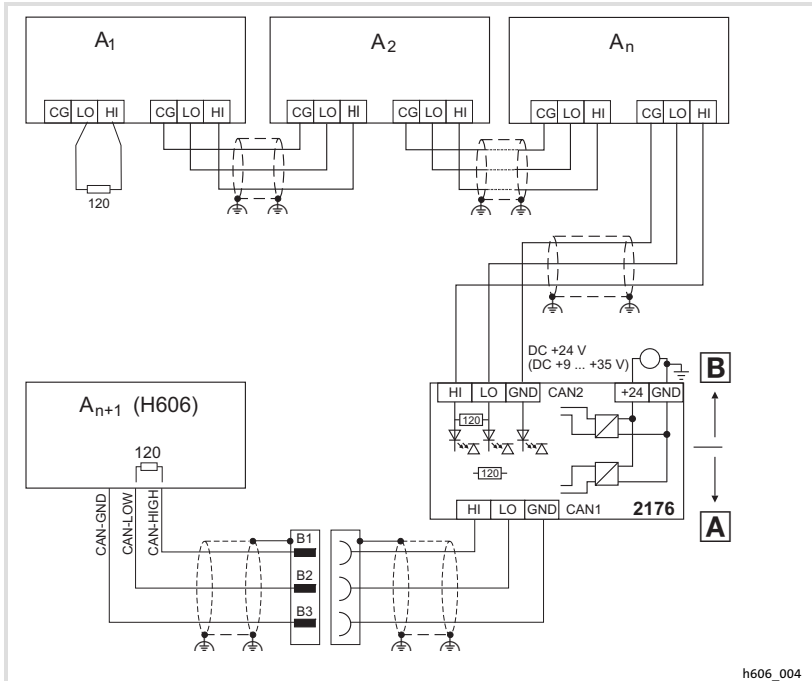 A1
A2
An
CG LO HI
CG LO HI
CG LO HI
CG LO HI
CG LO HI
CG LO HI
120
DC +24 V
(DC +9 ... +35 V)
B
HI LO GND CAN2 +24 GND
120
120
HI LO GND CAN1 2176
A
An+1 (H606)
120
CAN-GND
CAN-LOW
CAN-HIGH
B1
B2
B3
h606_004